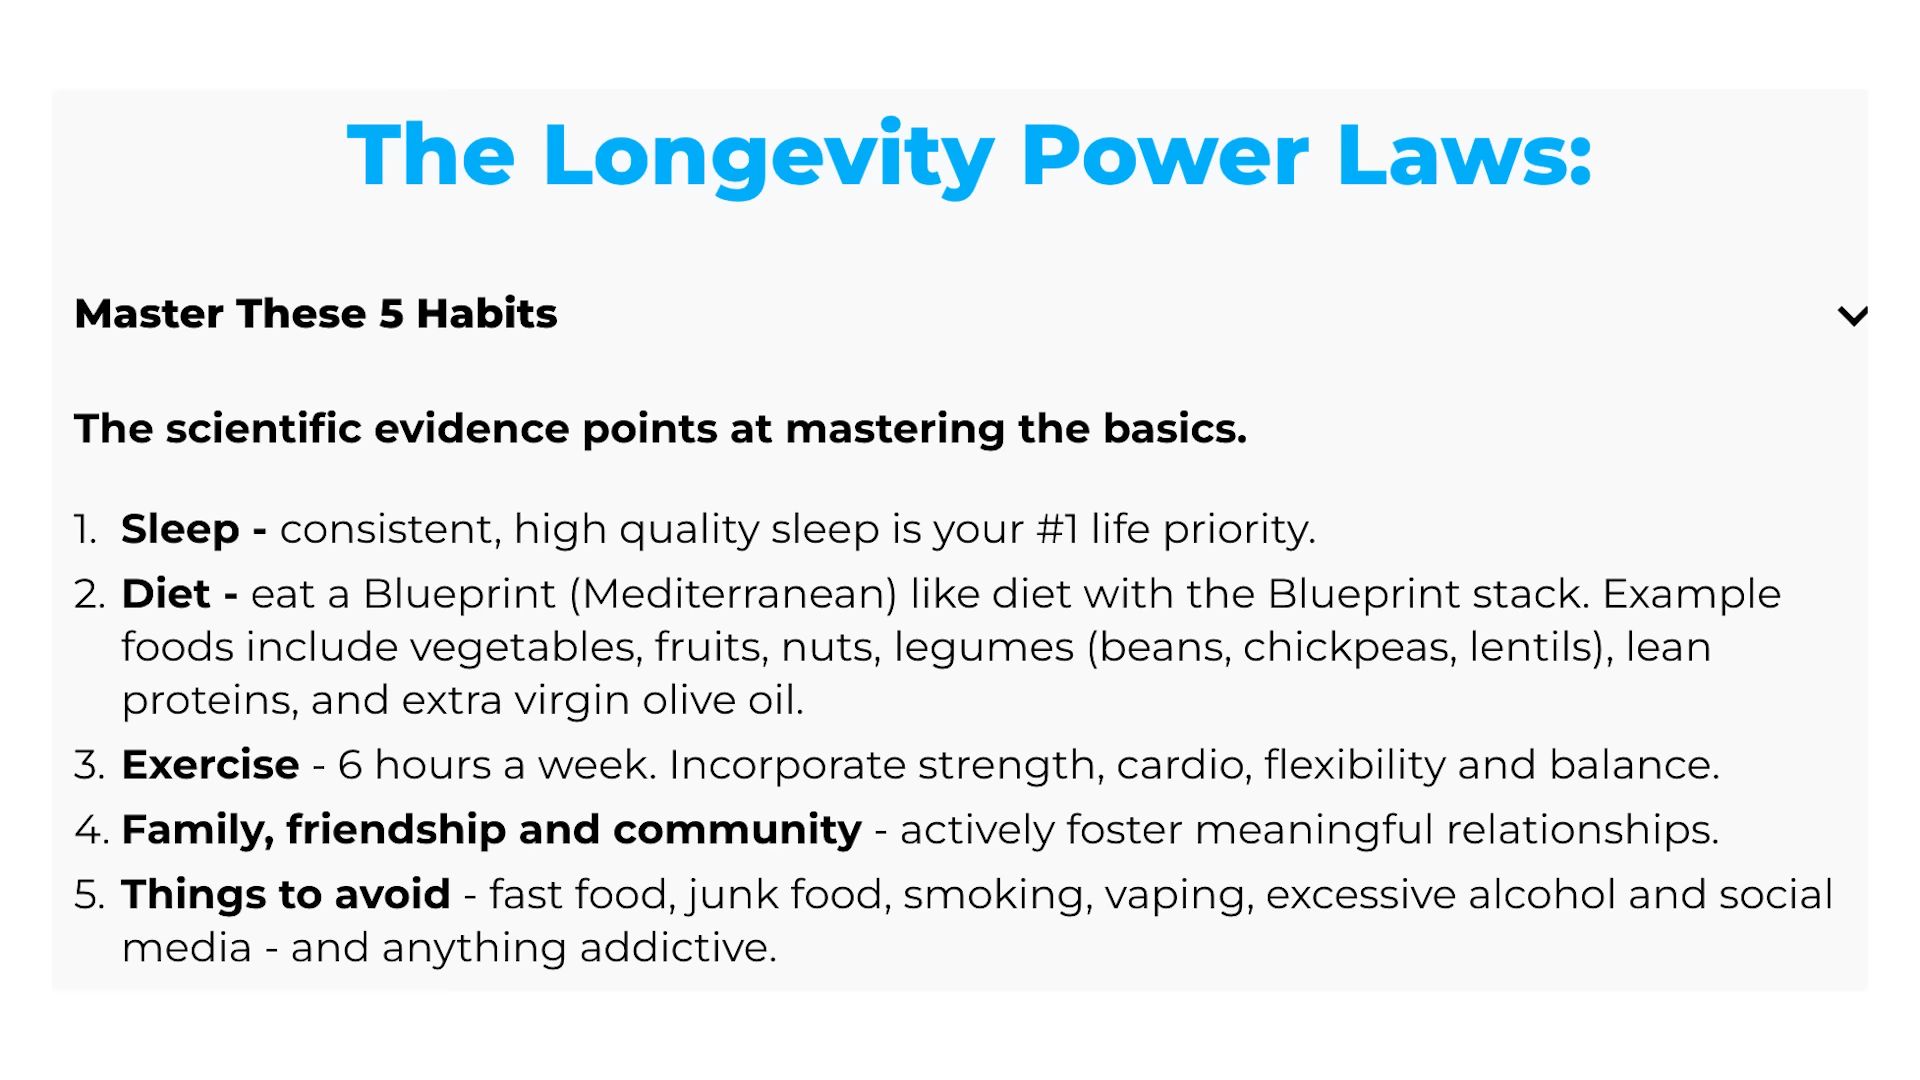 The Longevity Power Laws:
Master These 5 Habits
The scientific evidence points at mastering the basics.
1. Sleep - consistent, high quality sleep is your #1 life priority.
2. Diet - eat a Blueprint (Mediterranean) like diet with the Blueprint stack. Example
foods include vegetables, fruits, nuts, legumes (beans, chickpeas, lentils), lean
proteins, and extra virgin olive oil.
3. Exercise - 6 hours a week. Incorporate strength, cardio, flexibility and balance.
4. Family, friendship and community - actively foster meaningful relationships.
5. Things to avoid - fast food, junk food, smoking, vaping, excessive alcohol and social
media - and anything addictive.